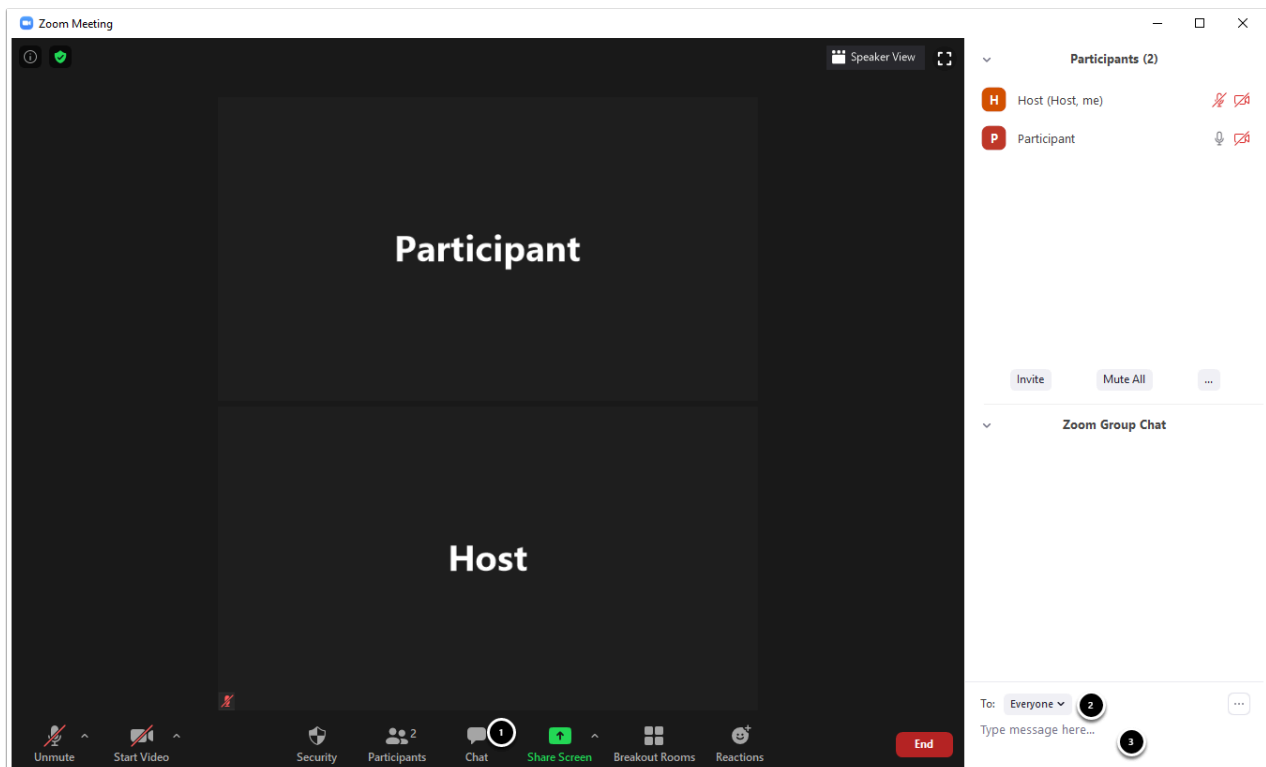 Zoom Meeting
Speaker View
Participants (2)
H Host (Host, me)
P Participant
Participant
Host
Invite Mute All ...
Zoom Group Chat
To: Everyone 2 ...
Type message here... 3
2 1
Unmute Start Video Security Participants Chat Share Screen Breakout Rooms Reactions End